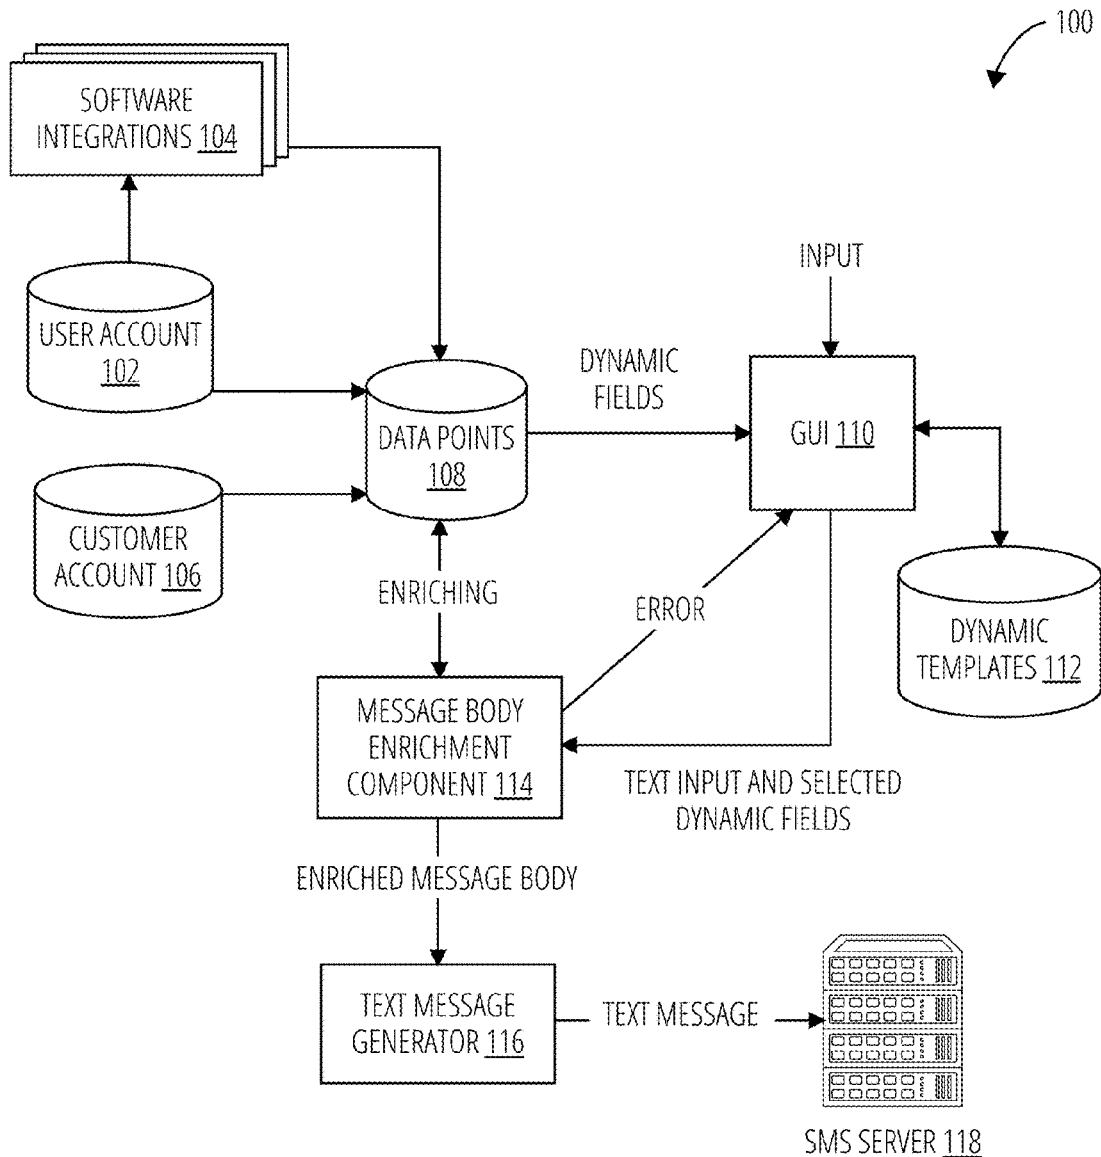 100
SOFTWARE
INTEGRATIONS 104
INPUT
USER ACCOUNT
102
DYNAMIC
FIELDS
DATA POINTS
108
GUI 110
CUSTOMER
ACCOUNT 106
ENRICHING
ERROR
DYNAMIC
TEMPLATES 112
MESSAGE BODY
ENRICHMENT
COMPONENT 114
TEXT INPUT AND SELECTED
DYNAMIC FIELDS
ENRICHED MESSAGE BODY
TEXT MESSAGE
GENERATOR 116
TEXT MESSAGE
SMS SERVER 118